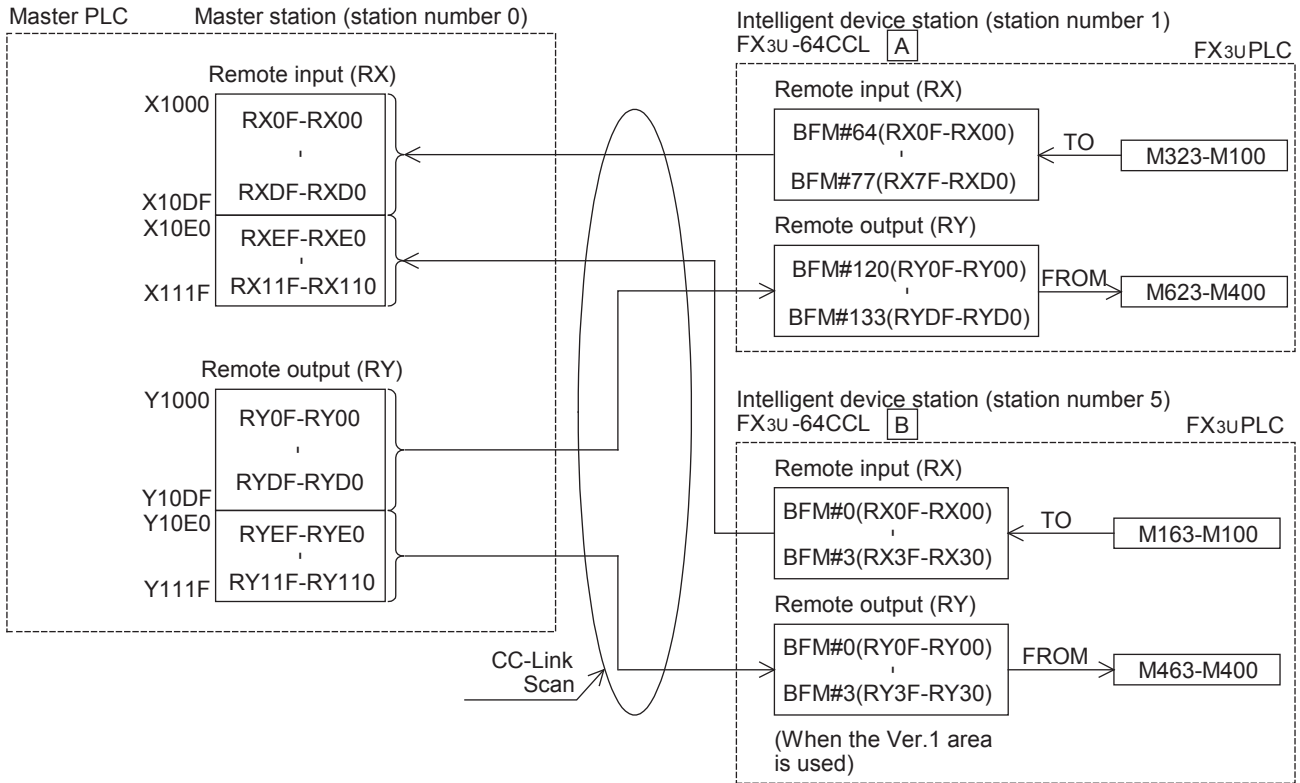 Master PLC
Master station (station number 0)
Remote input (RX)
X1000
RX0F-RX00
RXDF-RXD0
X10DF
X10E0
RXEF-RXE0
RX11F-RX110
X111F
Remote output (RY)
Y1000
RY0F-RY00
RYDF-RYD0
Y10DF
Y10E0
RYEF-RYE0
RY11F-RY110
Y111F
CC-Link
Scan
Intelligent device station (station number 1)
FX3U-64CCL A
FX3UPLC
Remote input (RX)
BFM#64(RX0F-RX00)
BFM#77(RX7F-RXD0)
TO
M323-M100
Remote output (RY)
BFM#120(RY0F-RY00)
BFM#133(RYDF-RYD0)
FROM
M623-M400
Intelligent device station (station number 5)
FX3U-64CCL B
FX3UPLC
Remote input (RX)
BFM#0(RX0F-RX00)
BFM#3(RX3F-RX30)
TO
M163-M100
Remote output (RY)
BFM#0(RY0F-RY00)
BFM#3(RY3F-RY30)
FROM
M463-M400
(When the Ver.1 area
is used)